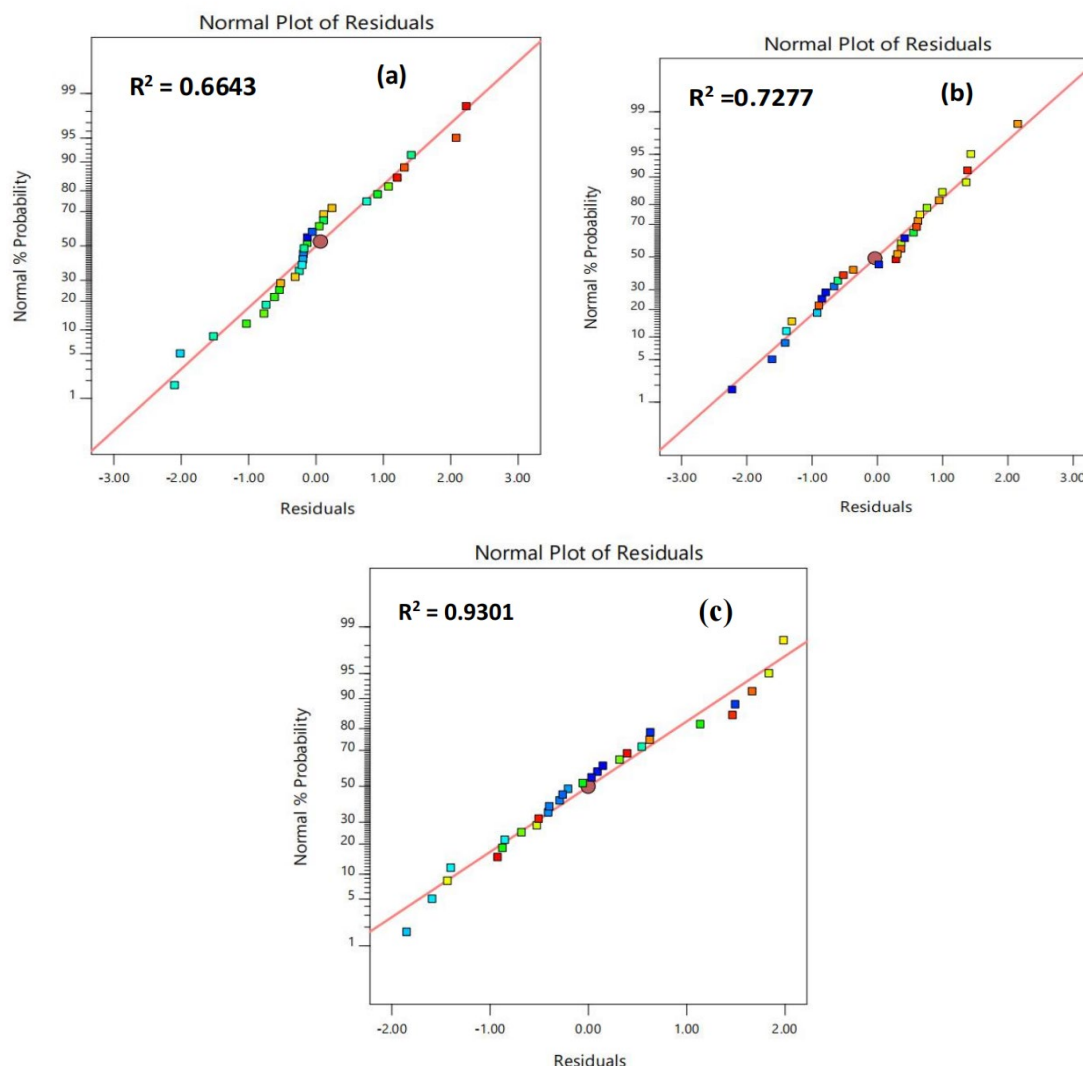 Normal Plot of Residuals
R² = 0.6643
(a)
99
95
90
80
70
50
30
20
10
5
1
Normal % Probability
-3.00 -2.00 -1.00 0.00 1.00 2.00 3.00
Residuals
Normal Plot of Residuals
R² =0.7277
(b)
99
95
90
80
70
50
30
20
10
5
1
Normal % Probability
-3.00 -2.00 -1.00 0.00 1.00 2.00 3.00
Residuals
Normal Plot of Residuals
R² = 0.9301
(c)
99
95
90
80
70
50
30
20
10
5
1
Normal % Probability
-2.00 -1.00 0.00 1.00 2.00
Residuals